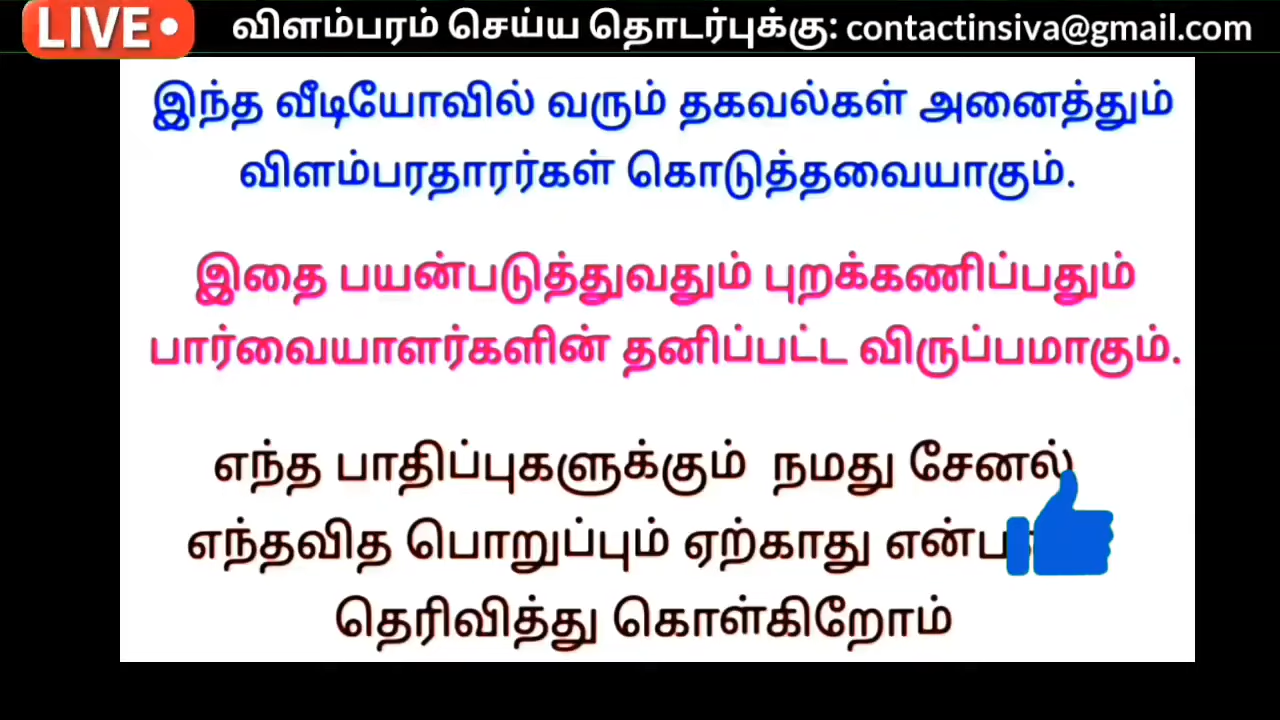 LIVE
விளம்பரம் செய்ய தொடர்புக்கு: contactinsiva@gmail.com
இந்த வீடியோவில் வரும் தகவல்கள் அனைத்தும்
விளம்பரதாரர்கள் கொடுத்தவையாகும்.
இதை பயன்படுத்துவதும் புறக்கணிப்பதும்
பார்வையாளர்களின் தனிப்பட்ட விருப்பமாகும்.
எந்த பாதிப்புகளுக்கும் நமது சேனல்
எந்தவித பொறுப்பும் ஏற்காது
தெரிவித்து கொள்கிறோம்